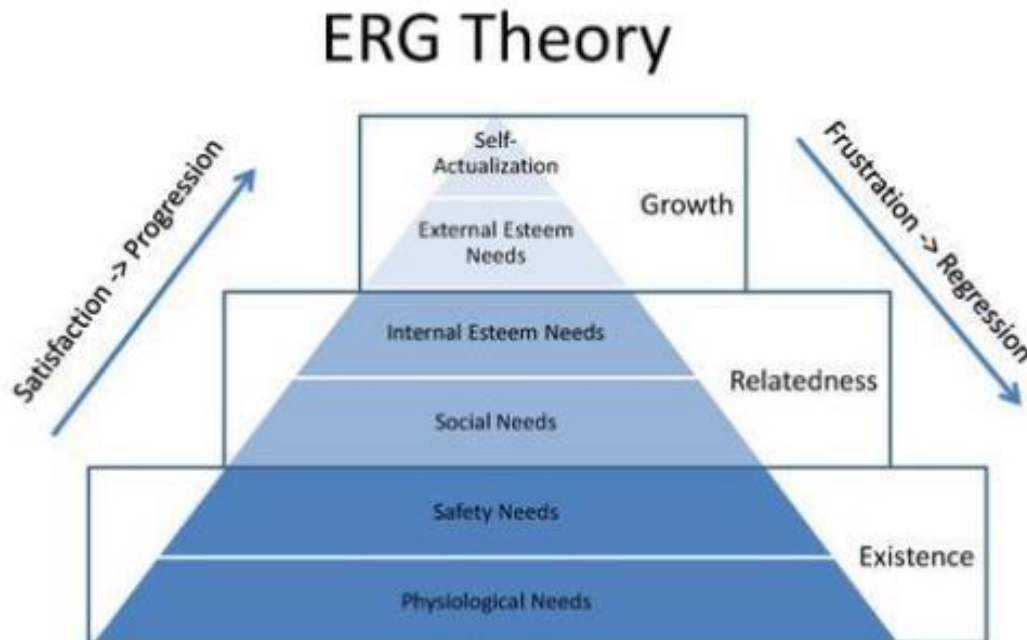 ERG Theory
Satisfaction -> Progression
Self-
Actualization
External Esteem
Needs
Growth
Frustration -> Regression
Internal Esteem Needs
Social Needs
Relatedness
Safety Needs
Physiological Needs
Existence